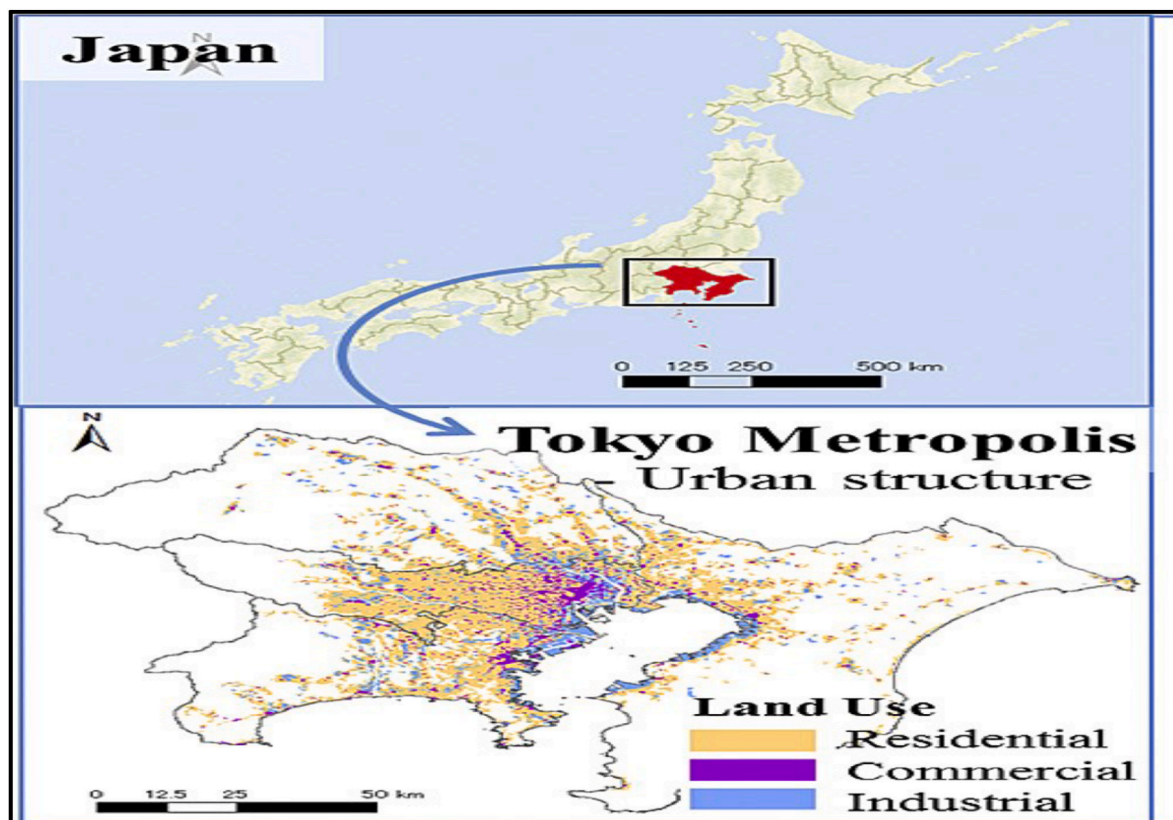 Japan
N
0 125 250 500 km
N
Tokyo Metropolis
- Urban structure
Land Use
Residential
Commercial
Industrial
0 12.5 25 50 km